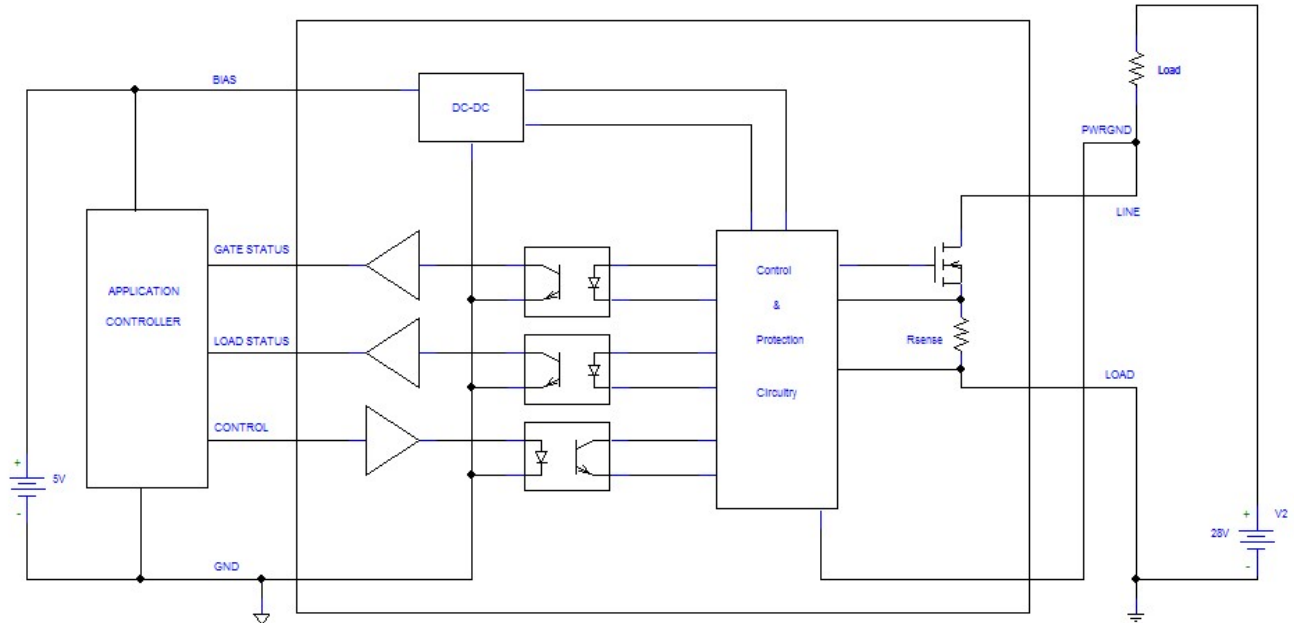 BIAS
DC-DC
Load
PWRGND
LINE
GATE STATUS
APPLICATION
CONTROLLER
LOAD STATUS
CONTROL
Control
&
Protection
Circuitry
Rsense
LOAD
+
5V
-
GND
+
V2
28V
-